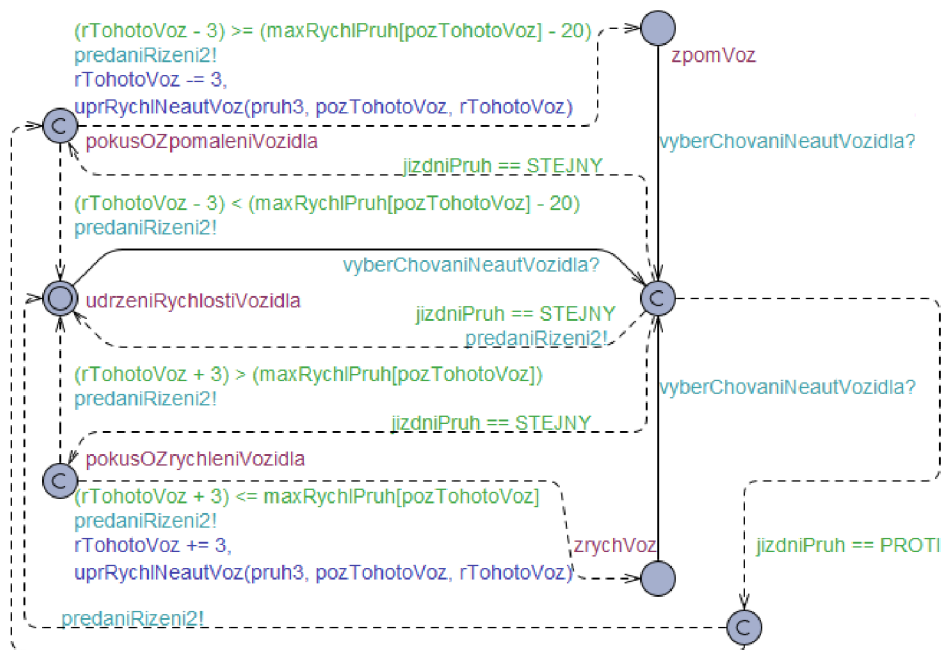 (rTohotoVoz - 3) >= (maxRychlPruh[pozTohotoVoz] - 20)
predaniRizeni2!
rTohotoVoz -= 3,
uprRychlNeautVoz(pruh3, pozTohotoVoz, rTohotoVoz)
zpomVoz
C
pokusOZpomaleniVozidla
vyberChovaniNeautVozidla?
jizdniPruh == STEJNY
(rTohotoVoz - 3) < (maxRychlPruh[pozTohotoVoz] - 20)
predaniRizeni2!
vyberChovaniNeautVozidla?
udrzeniRychlostiVozidla
C
jizdniPruh == STEJNY
predaniRizeni2!
(rTohotoVoz + 3) > (maxRychlPruh[pozTohotoVoz])
predaniRizeni2!
vyberChovaniNeautVozidla?
jizdniPruh == STEJNY
pokusOZrychleniVozidla
C
(rTohotoVoz + 3) <= maxRychlPruh[pozTohotoVoz]
predaniRizeni2!
rTohotoVoz += 3,
uprRychlNeautVoz(pruh3, pozTohotoVoz, rTohotoVoz)
zrychVoz
jizdniPruh == PROTI
predaniRizeni2!
C